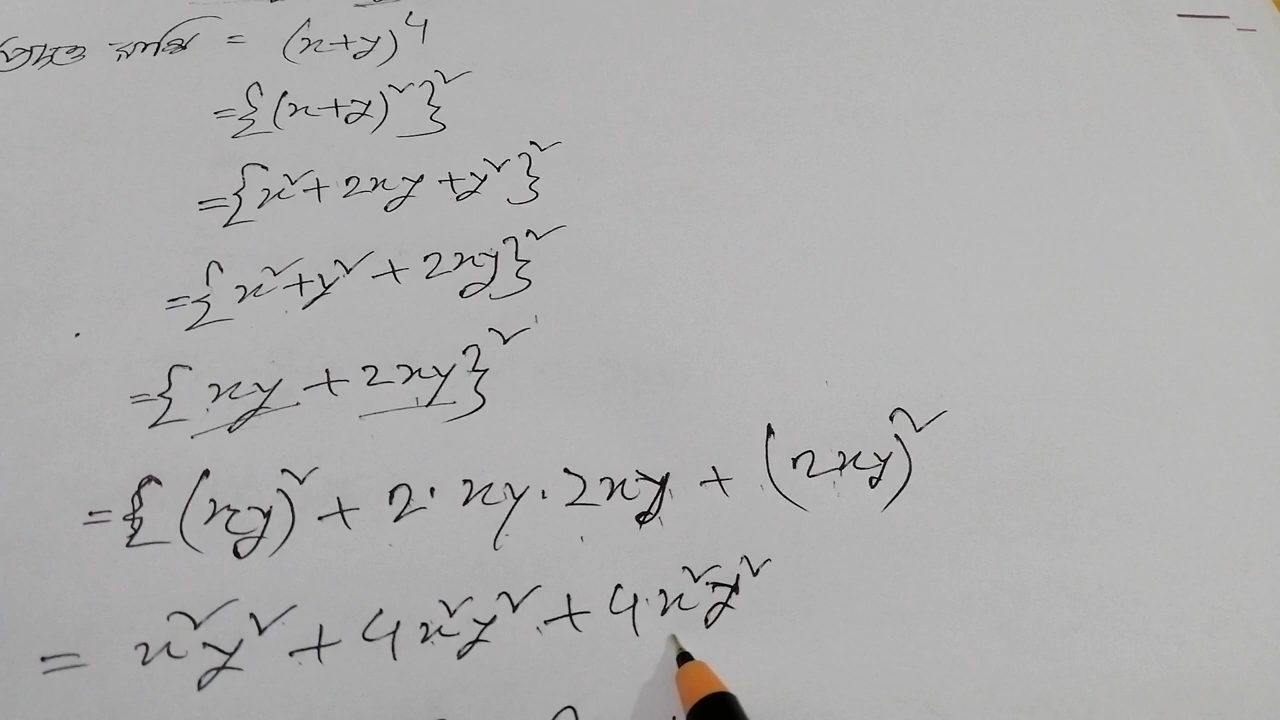 প্রদত্ত রাশি = (x+y)⁴
={(x+y)²}²
={x²+2xy+y²}²
={x²+y²+2xy}²
={xy+2xy}²
={(xy)²+2.xy.2xy+(2xy)²
= x²y²+4x²y²+4x²y²